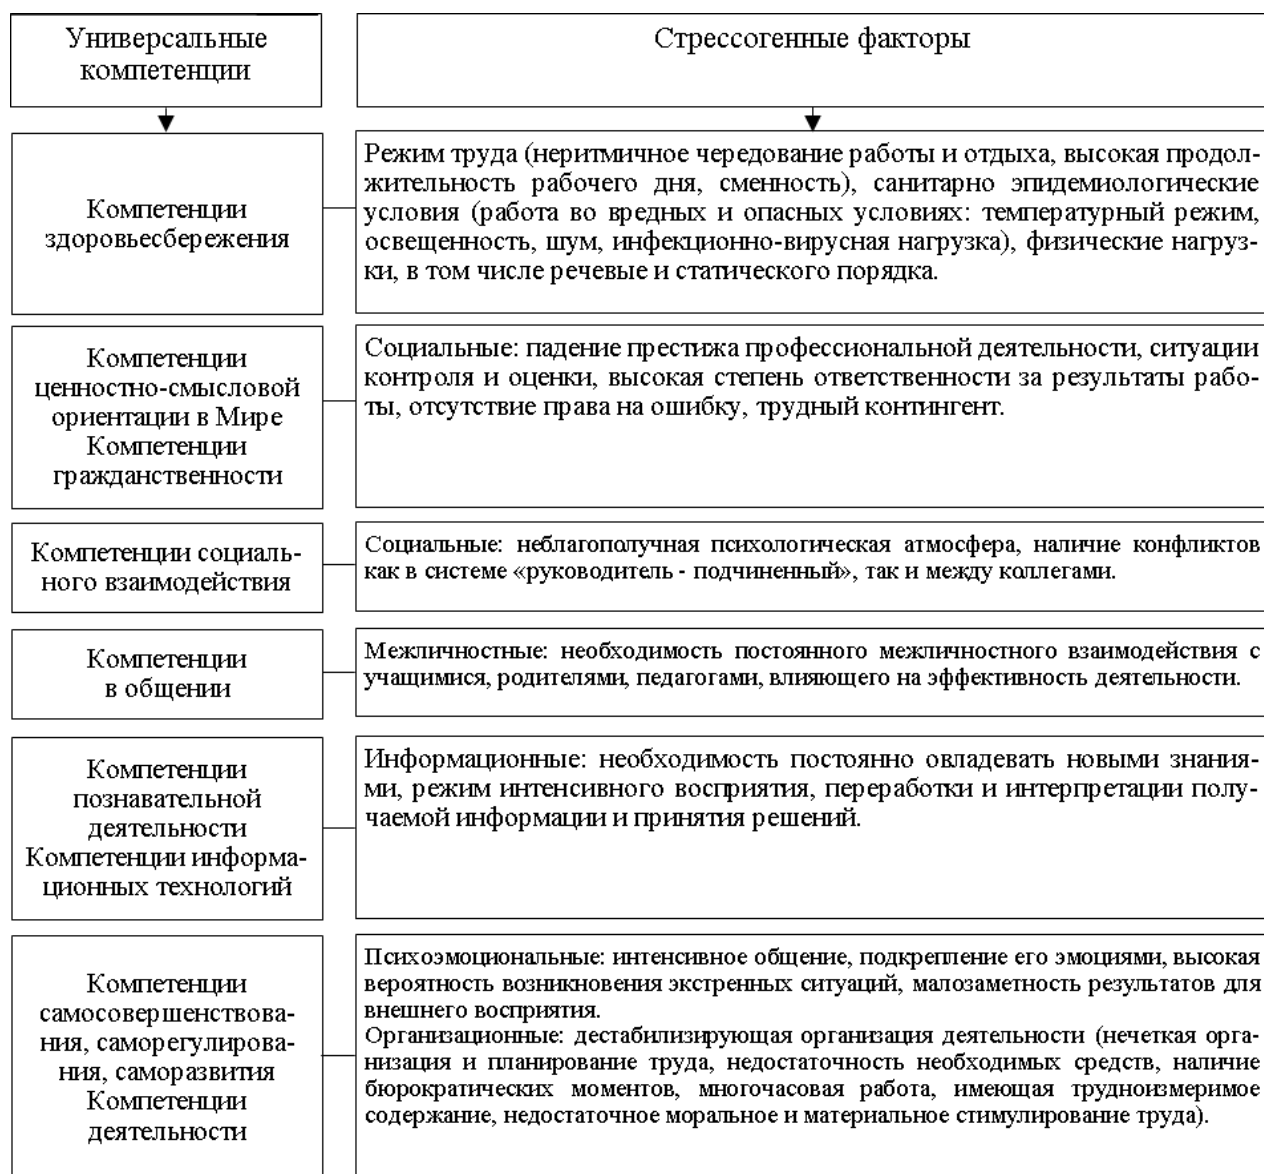 Универсальные
компетенции
Стрессогенные факторы
Компетенции
здоровьесбережения
Режим труда (неритмичное чередование работы и отдыха, высокая продол-
жительность рабочего дня, сменность), санитарно эпидемиологические
условия (работа во вредных и опасных условиях: температурный режим,
освещенность, шум, инфекционно-вирусная нагрузка), физические нагруз-
ки, в том числе речевые и статического порядка.
Компетенции
ценностно-смысловой
ориентации в Мире
Компетенции
гражданственности
Социальные: падение престижа профессиональной деятельности, ситуации
контроля и оценки, высокая степень ответственности за результаты рабо-
ты, отсутствие права на ошибку, трудный контингент.
Компетенции социаль-
ного взаимодействия
Социальные: неблагополучная психологическая атмосфера, наличие конфликтов
как в системе «руководитель - подчиненный», так и между коллегами.
Компетенции
в общении
Межличностные: необходимость постоянного межличностного взаимодействия с
учащимися, родителями, педагогами, влияющего на эффективность деятельности.
Компетенции
познавательной
деятельности
Компетенции информа-
ционных технологий
Информационные: необходимость постоянно овладевать новыми знани-
ями, режим интенсивного восприятия, переработки и интерпретации полу-
чаемой информации и принятия решений.
Компетенции
самосовершенствова-
ния, саморегулирова-
ния, саморазвития
Компетенции
деятельности
Психоэмоциональные: интенсивное общение, подкрепление его эмоциями, высокая
вероятность возникновения экстренных ситуаций, малозаметность результатов для
внешнего восприятия.
Организационные: дестабилизирующая организация деятельности (нечеткая орга-
низация и планирование труда, недостаточность необходимых средств, наличие
бюрократических моментов, многочасовая работа, имеющая трудноизмеримое
содержание, недостаточное моральное и материальное стимулирование труда).